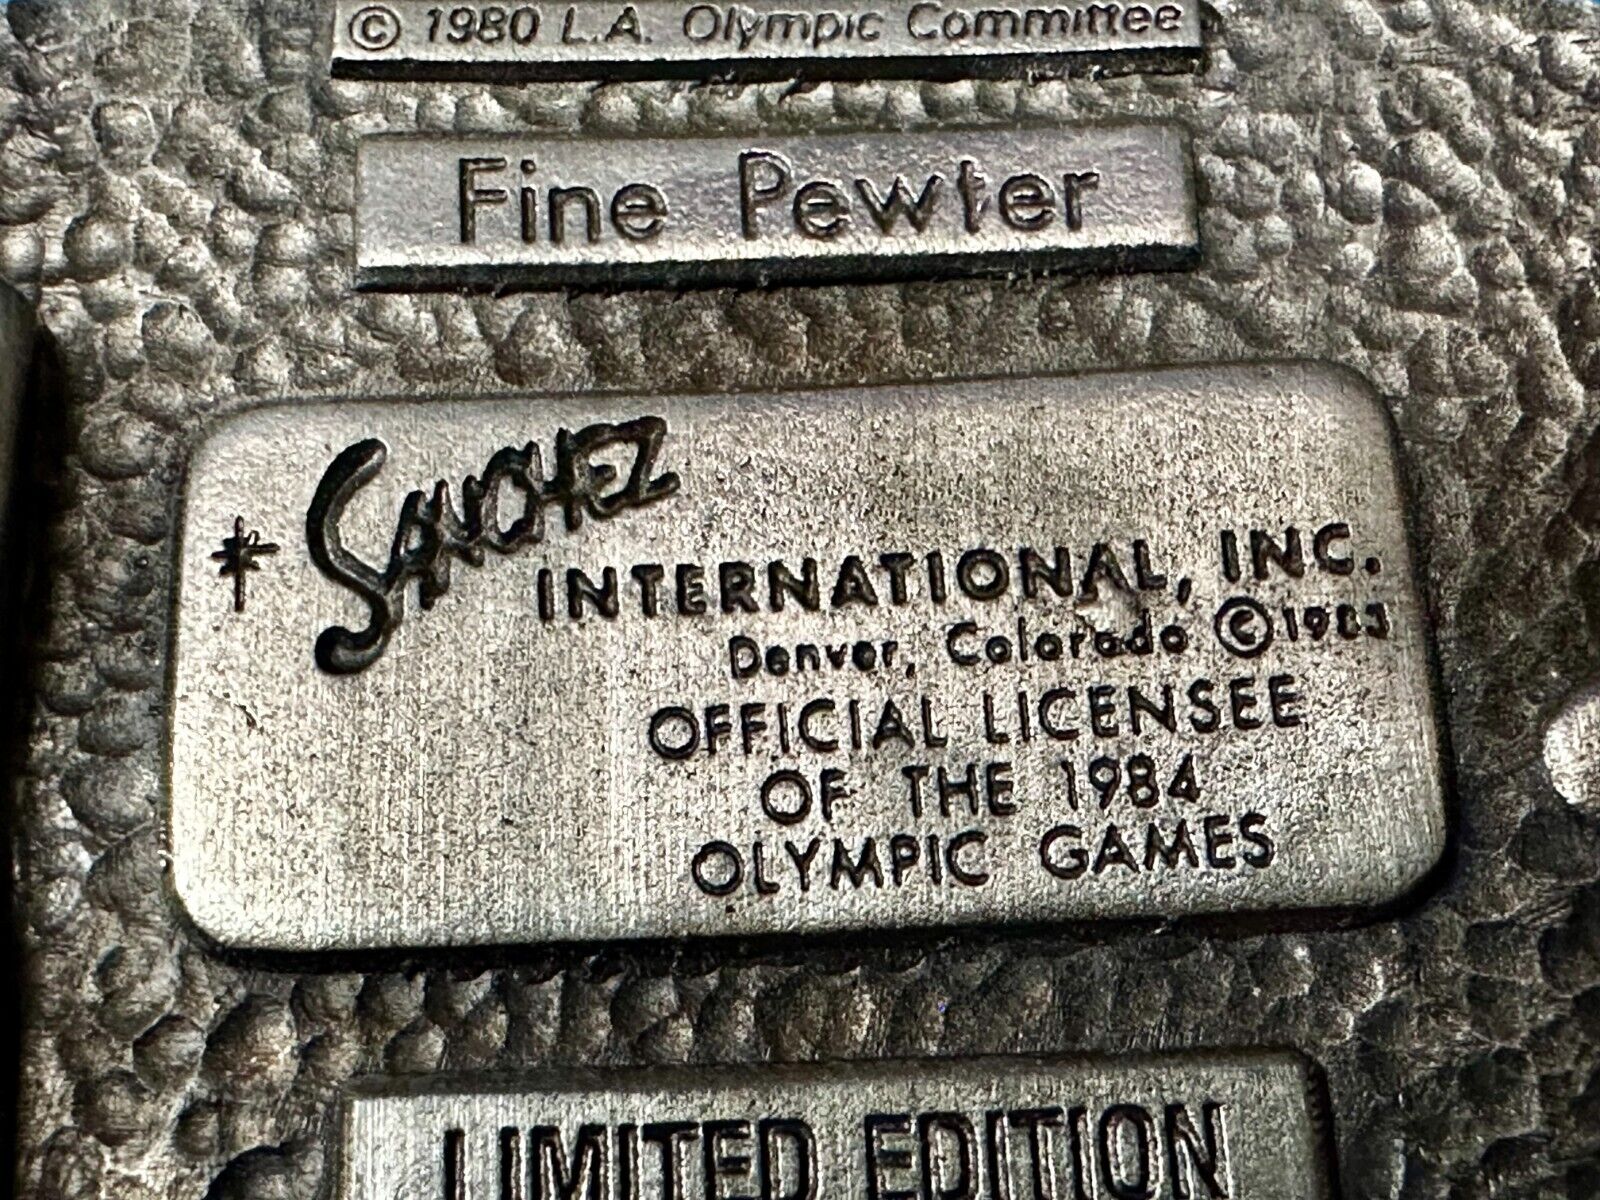 © 1980 L.A. Olympic Committee
Fine Pewter
SANCHEZ
INTERNATIONAL, INC.
Denver, Colorado ©1983
OFFICIAL LICENSEE
OF THE 1984
OLYMPIC GAMES
LIMITED EDITION